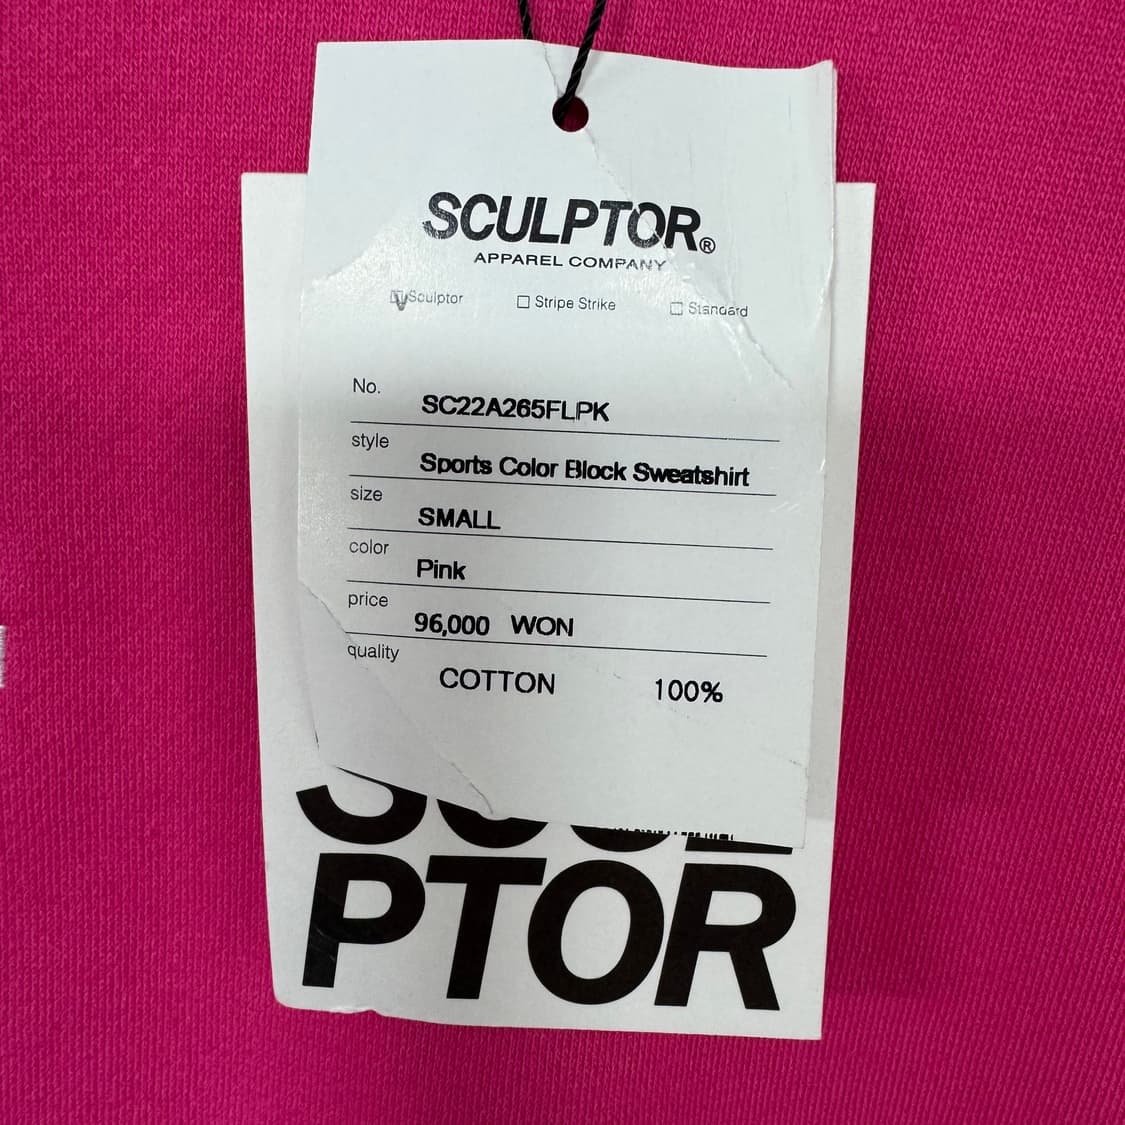 SCULPTOR®
APPAREL COMPANY
Sculptor Stripe Strike Standard
No.
SC22A265FLPK
style
Sports Color Block Sweatshirt
size
SMALL
color
Pink
price
96,000 WON
quality
COTTON 100%
PTOR